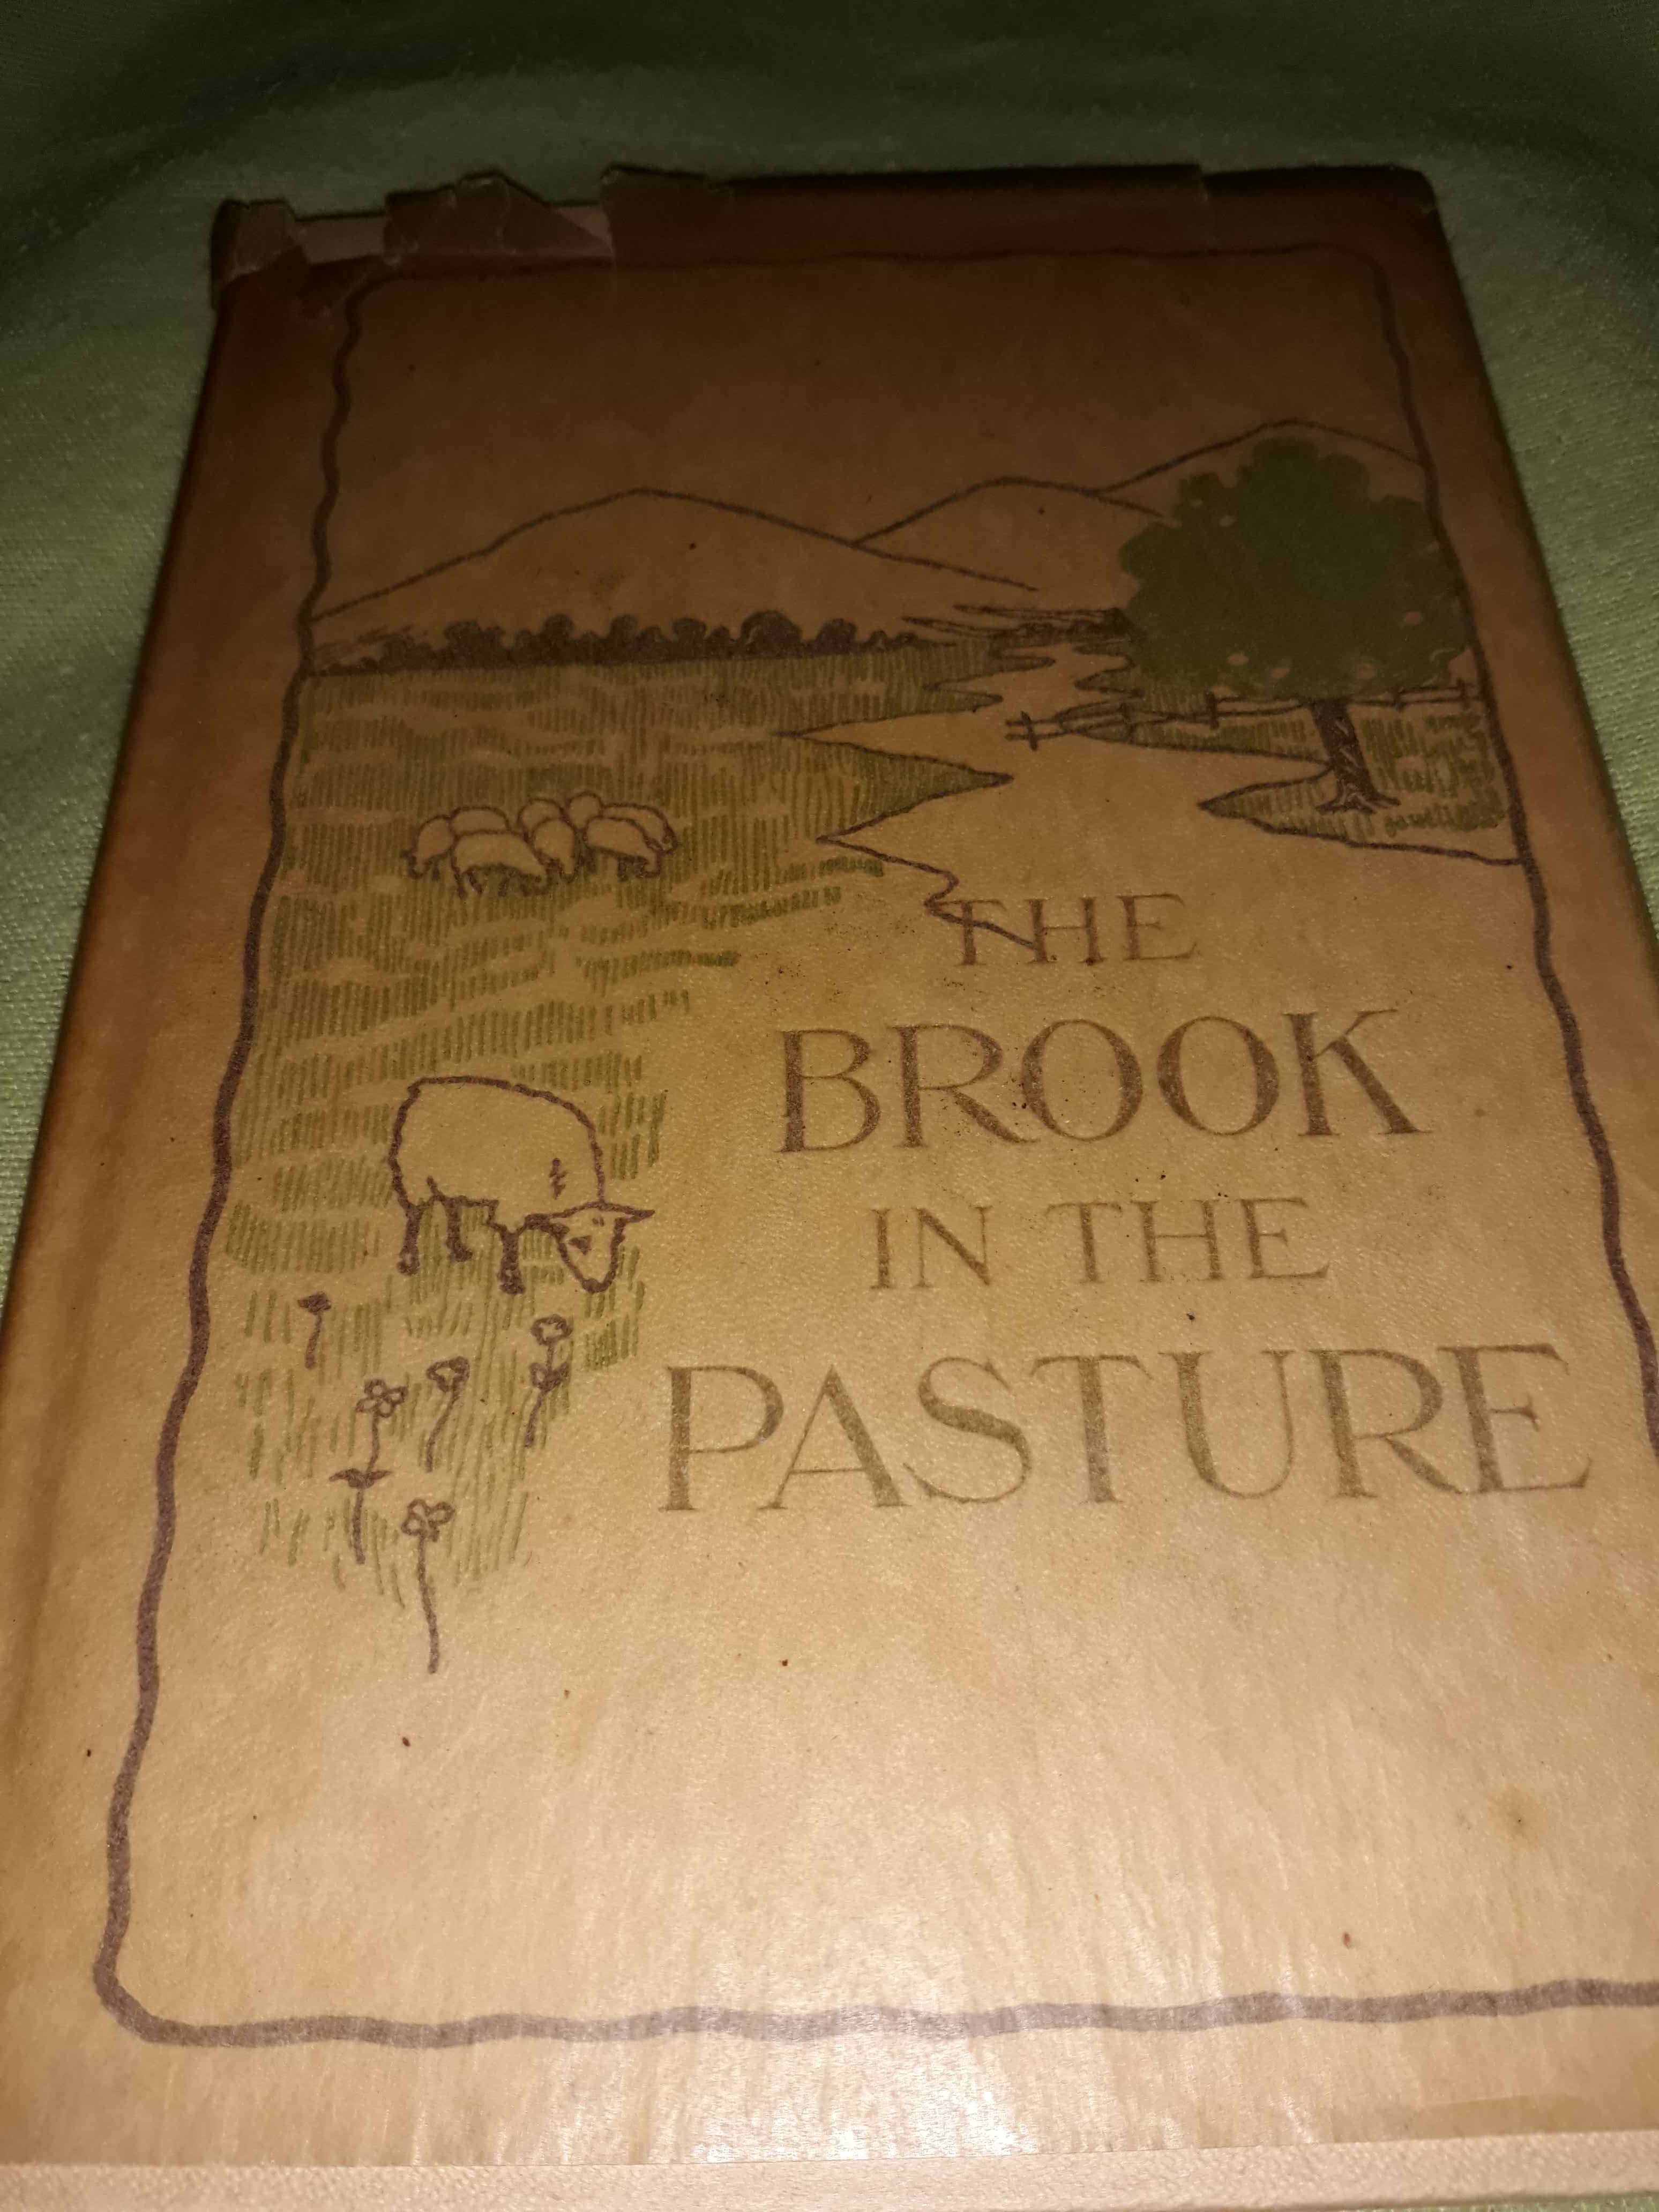 THE
BROOK
IN THE
PASTURE